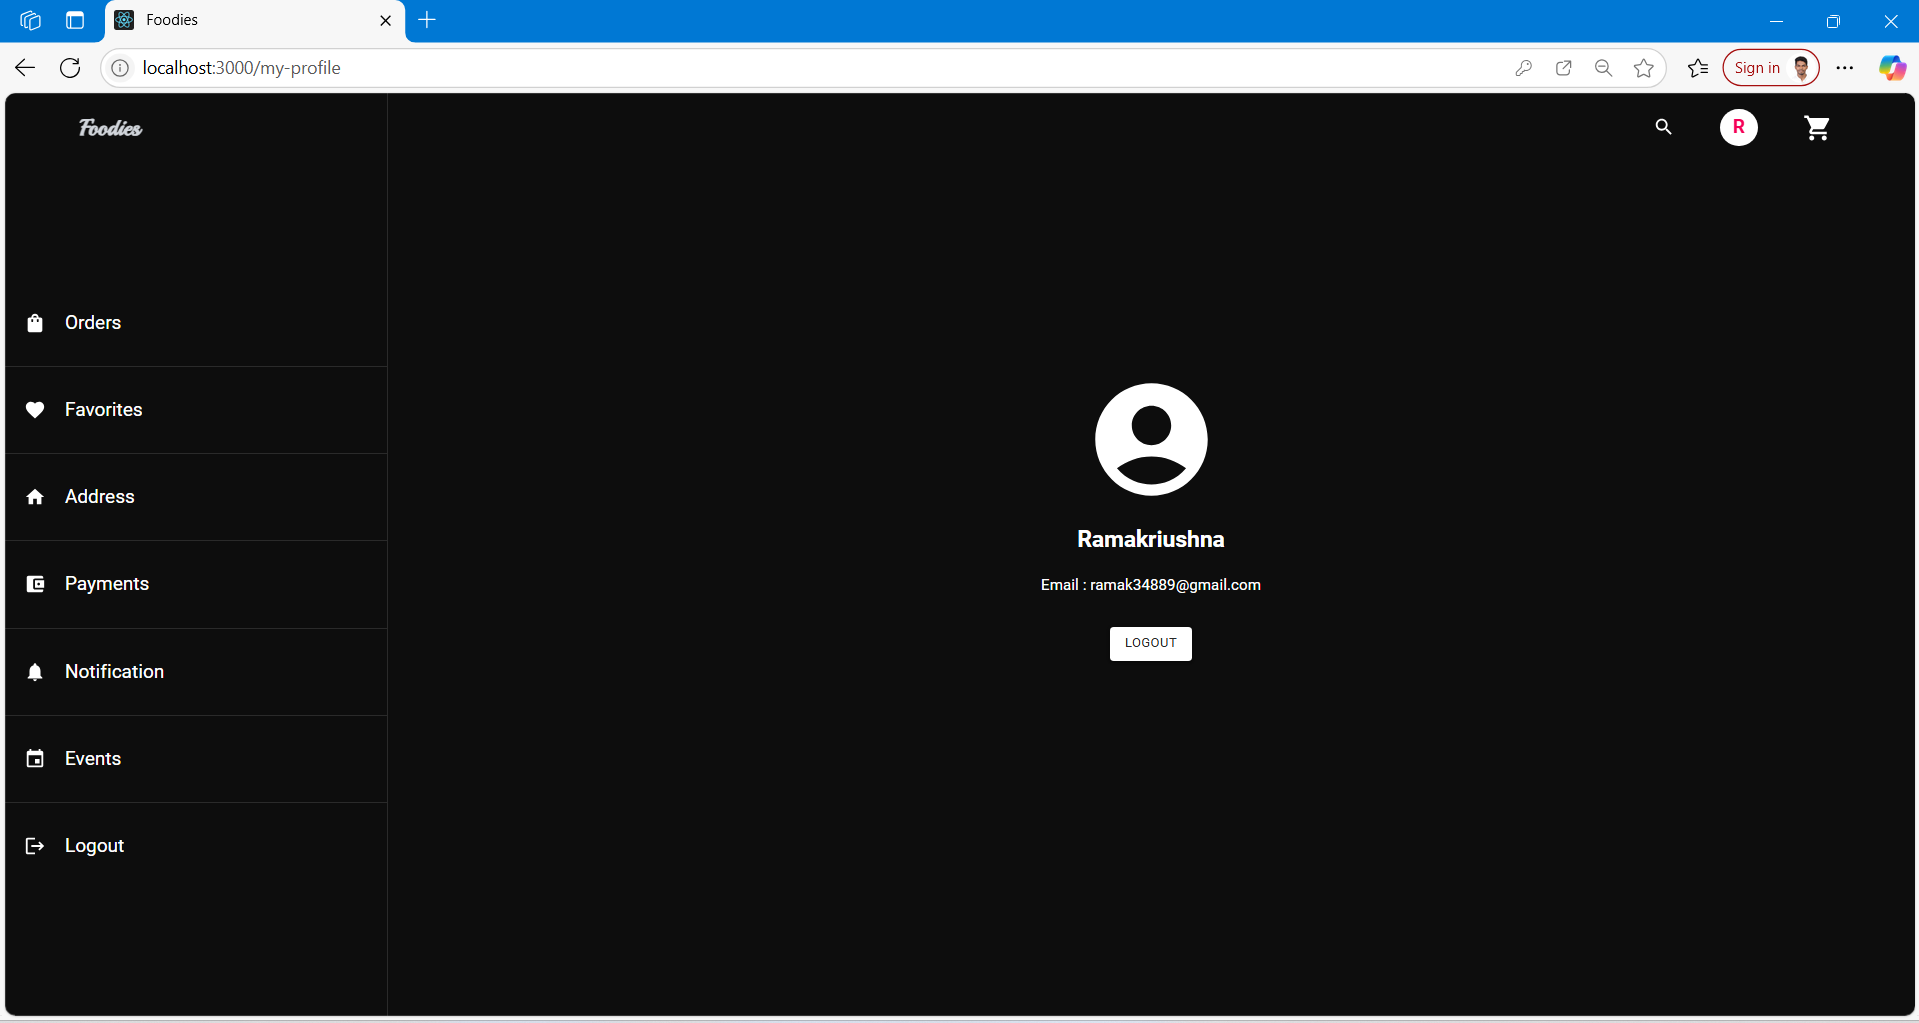 Foodies
localhost:3000/my-profile
Sign in
Foodies
R
Orders
Favorites
Address
Payments
Notification
Events
Logout
Ramakriushna
Email : ramak34889@gmail.com
LOGOUT